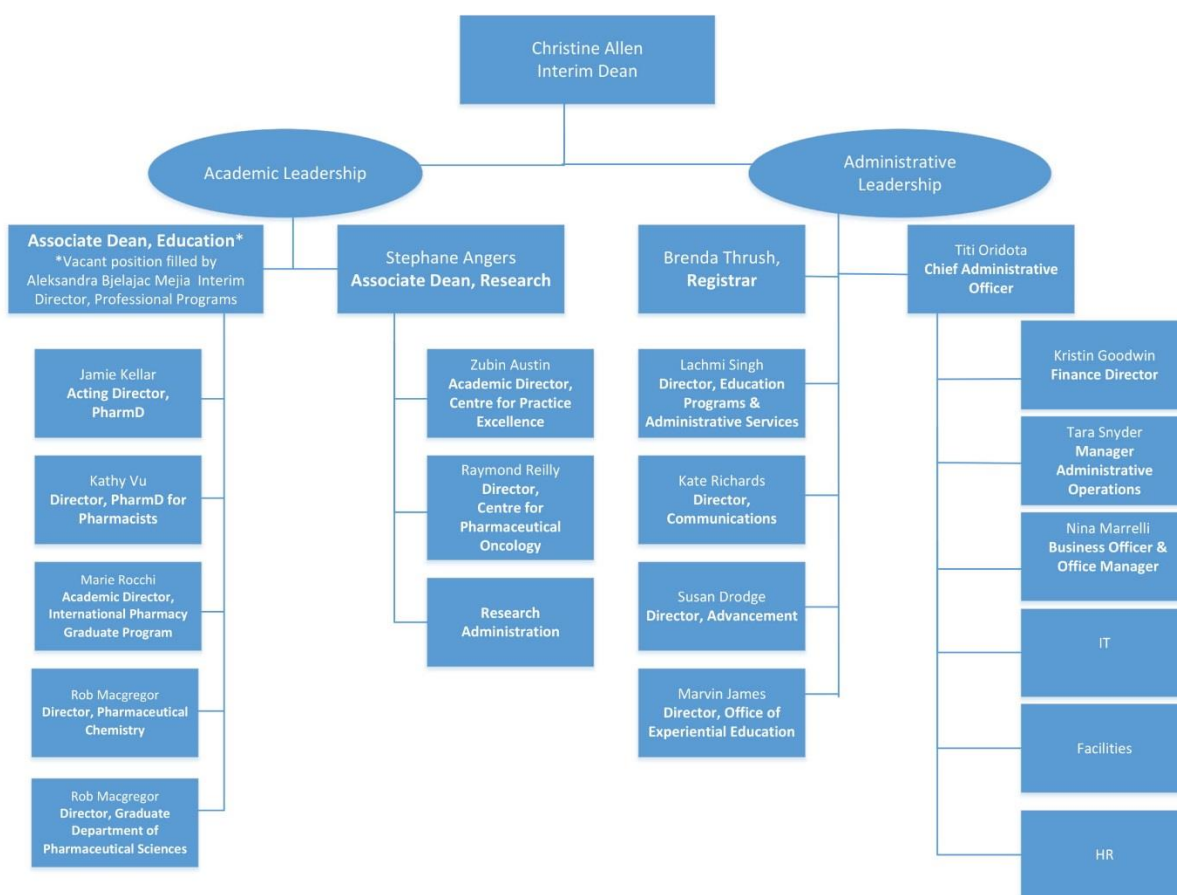 Christine Allen
Interim Dean
Academic Leadership
Administrative
Leadership
Associate Dean, Education*
*Vacant position filled by
Aleksandra Bjelajac Mejia Interim
Director, Professional Programs
Stephane Angers
Associate Dean, Research
Brenda Thrush,
Registrar
Titi Oridota
Chief Administrative
Officer
Jamie Kellar
Acting Director,
PharmD
Kathy Vu
Director, PharmD for
Pharmacists
Marie Rocchi
Academic Director,
International Pharmacy
Graduate Program
Rob Macgregor
Director, Pharmaceutical
Chemistry
Rob Macgregor
Director, Graduate
Department of
Pharmaceutical Sciences
Zubin Austin
Academic Director,
Centre for Practice
Excellence
Raymond Reilly
Director,
Centre for
Pharmaceutical
Oncology
Research
Administration
Lachmi Singh
Director, Education
Programs &
Administrative Services
Kate Richards
Director,
Communications
Susan Drodge
Director, Advancement
Marvin James
Director, Office of
Experiential Education
Kristin Goodwin
Finance Director
Tara Snyder
Manager
Administrative
Operations
Nina Marrelli
Business Officer &
Office Manager
IT
Facilities
HR